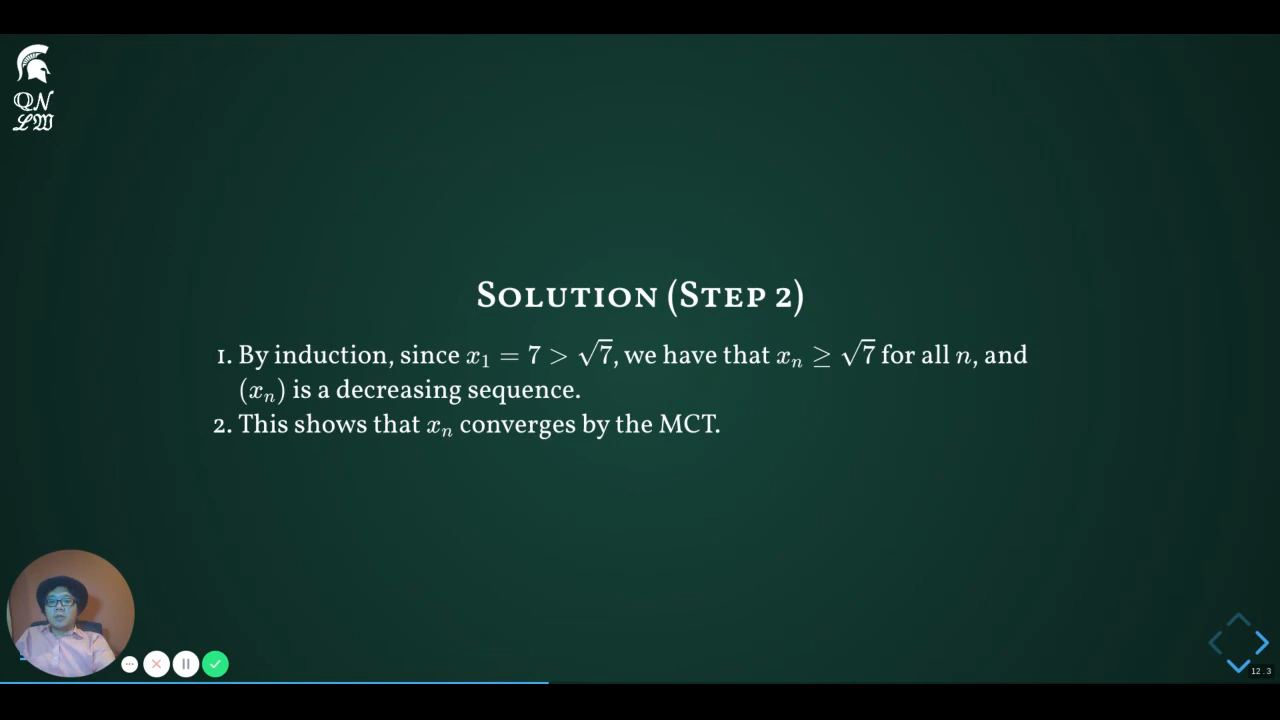 QN
LW
Solution (Step 2)
1. By induction, since x₁ = 7 > √7, we have that xₙ ≥ √7 for all n, and
(xₙ) is a decreasing sequence.
2. This shows that xₙ converges by the MCT.
12.3